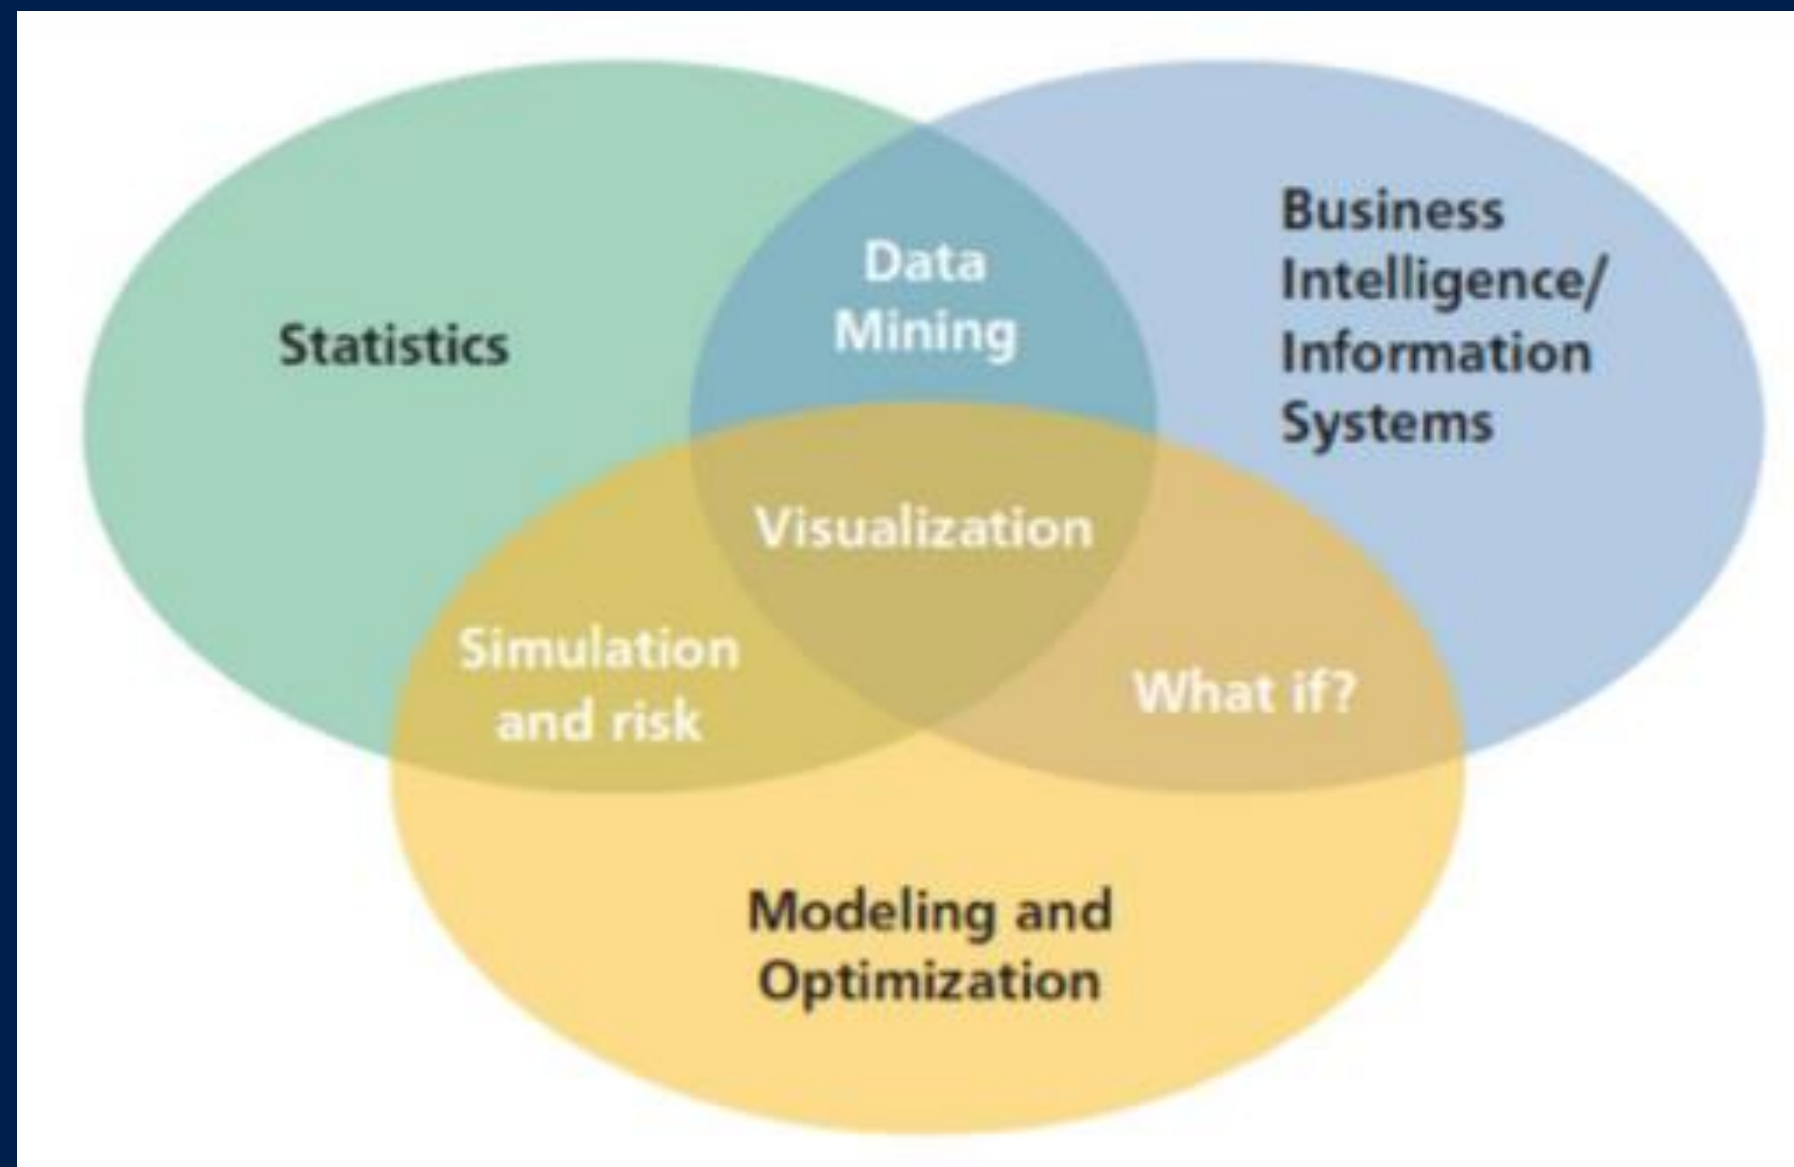 Statistics
Data
Mining
Business
Intelligence/
Information
Systems
Visualization
Simulation
and risk
What if?
Modeling and
Optimization